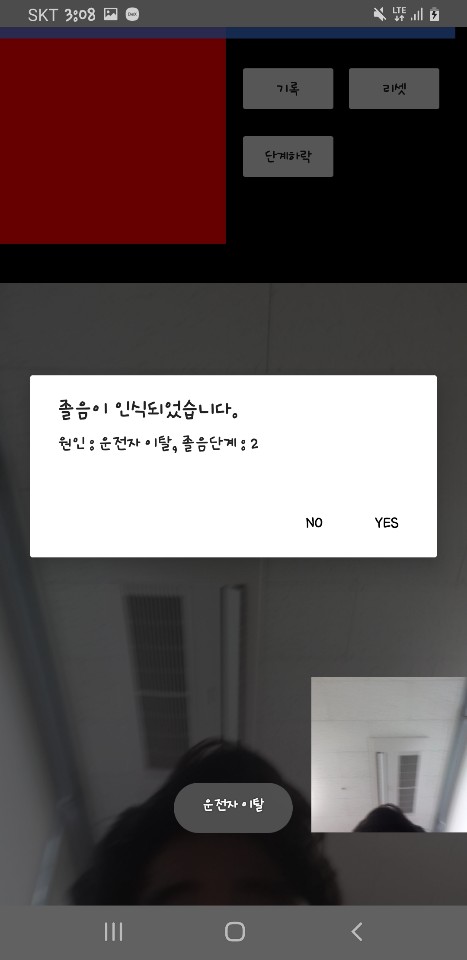 SKT 3:08
LTE
기록
리셋
단계하락
졸음이 인식되었습니다.
원인 : 운전자 이탈, 졸음단계 : 2
NO
YES
운전자 이탈